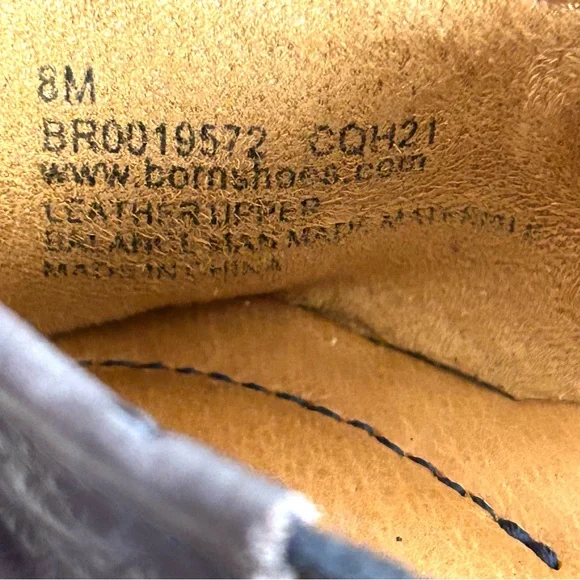 8M
BR0019572 CQH21
www.bornshoes.com
LEATHER UPPER
BALANCE MAN MADE MATERIALS
MADE IN CHINA